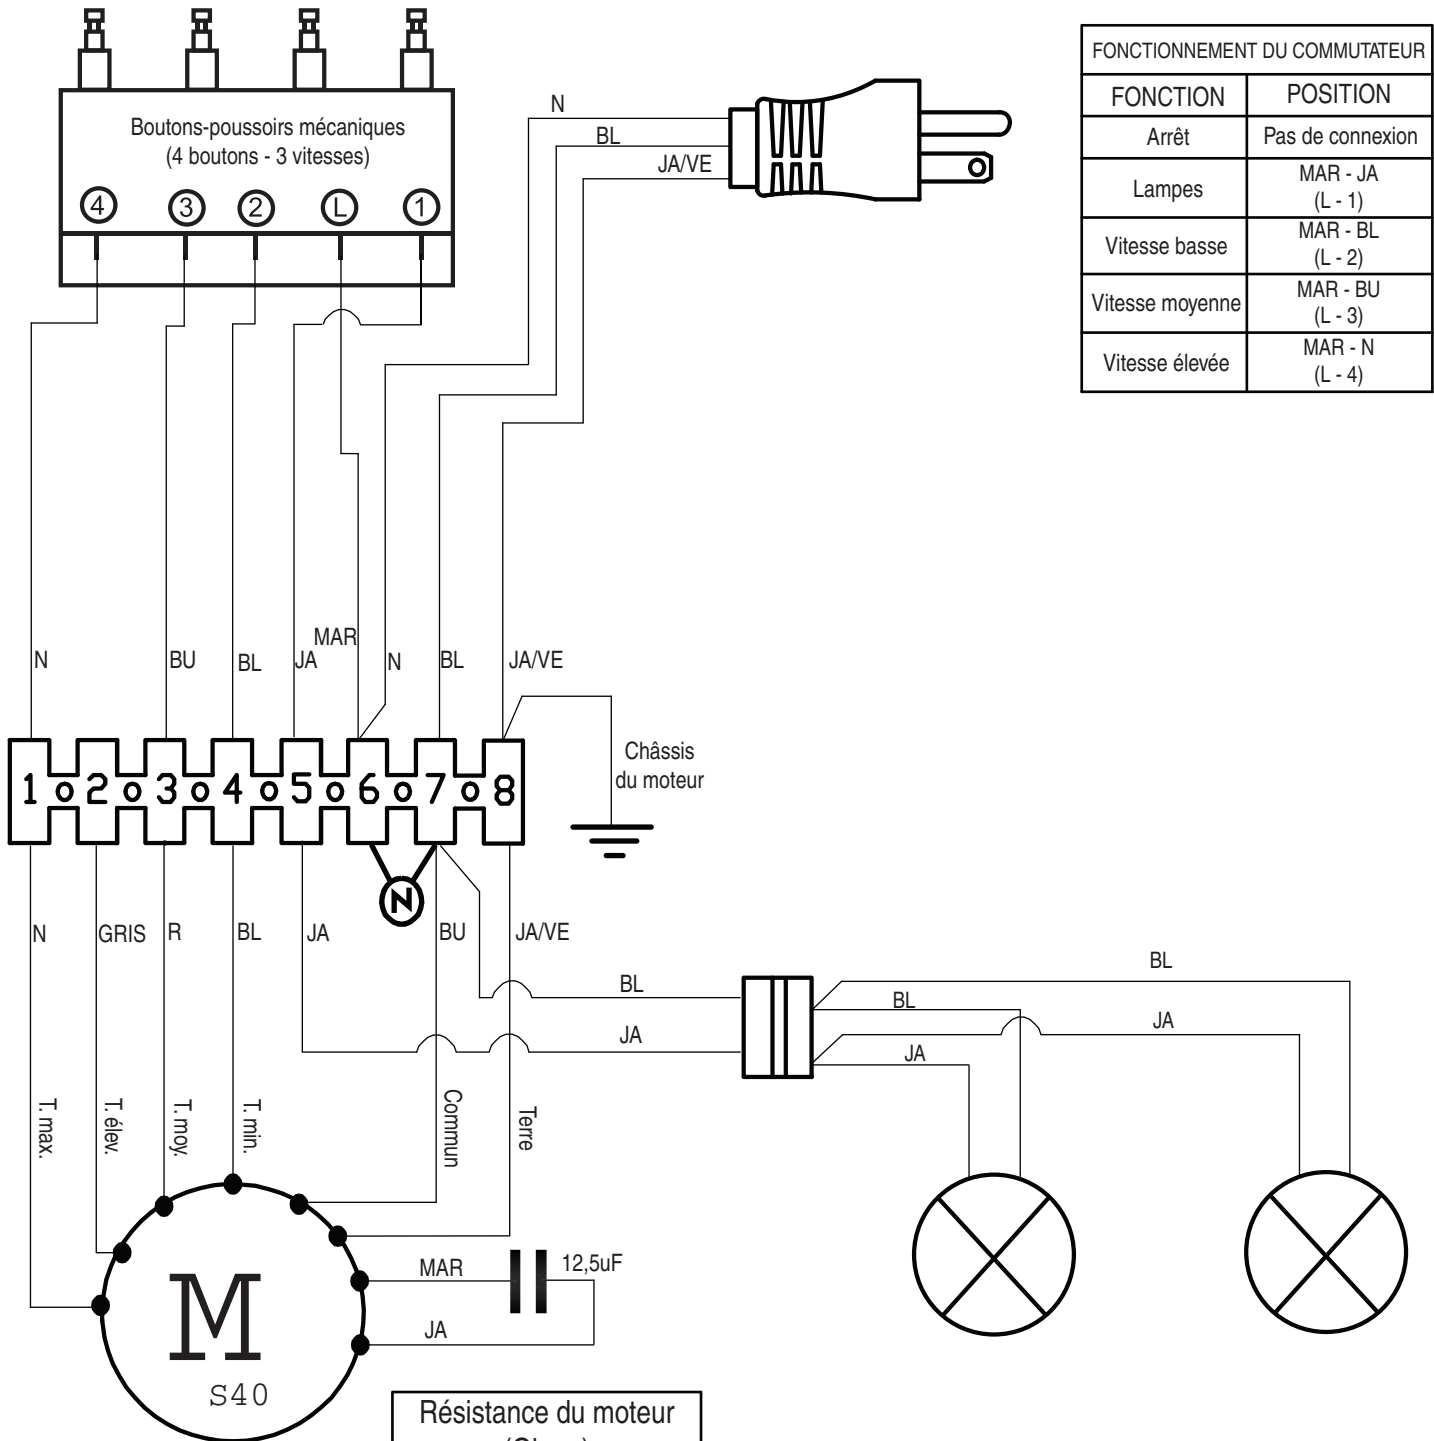 Boutons-poussoirs mécaniques
(4 boutons - 3 vitesses)
4 3 2 L 1
N
BL
JA/VE
FONCTIONNEMENT DU COMMUTATEUR
FONCTION POSITION
Arrêt Pas de connexion
Lampes MAR - JA
(L - 1)
Vitesse basse MAR - BL
(L - 2)
Vitesse moyenne MAR - BU
(L - 3)
Vitesse élevée MAR - N
(L - 4)
MAR
N BU BL JA N BL JA/VE
Châssis
du moteur
1 2 3 4 5 6 7 8
N
N GRIS R BL JA BU JA/VE
BL
JA
BL
BL
JA
JA
T. max.
T. élev.
T. moy.
T. min.
Commun
Terre
MAR
12,5uF
JA
M
S40
Résistance du moteur